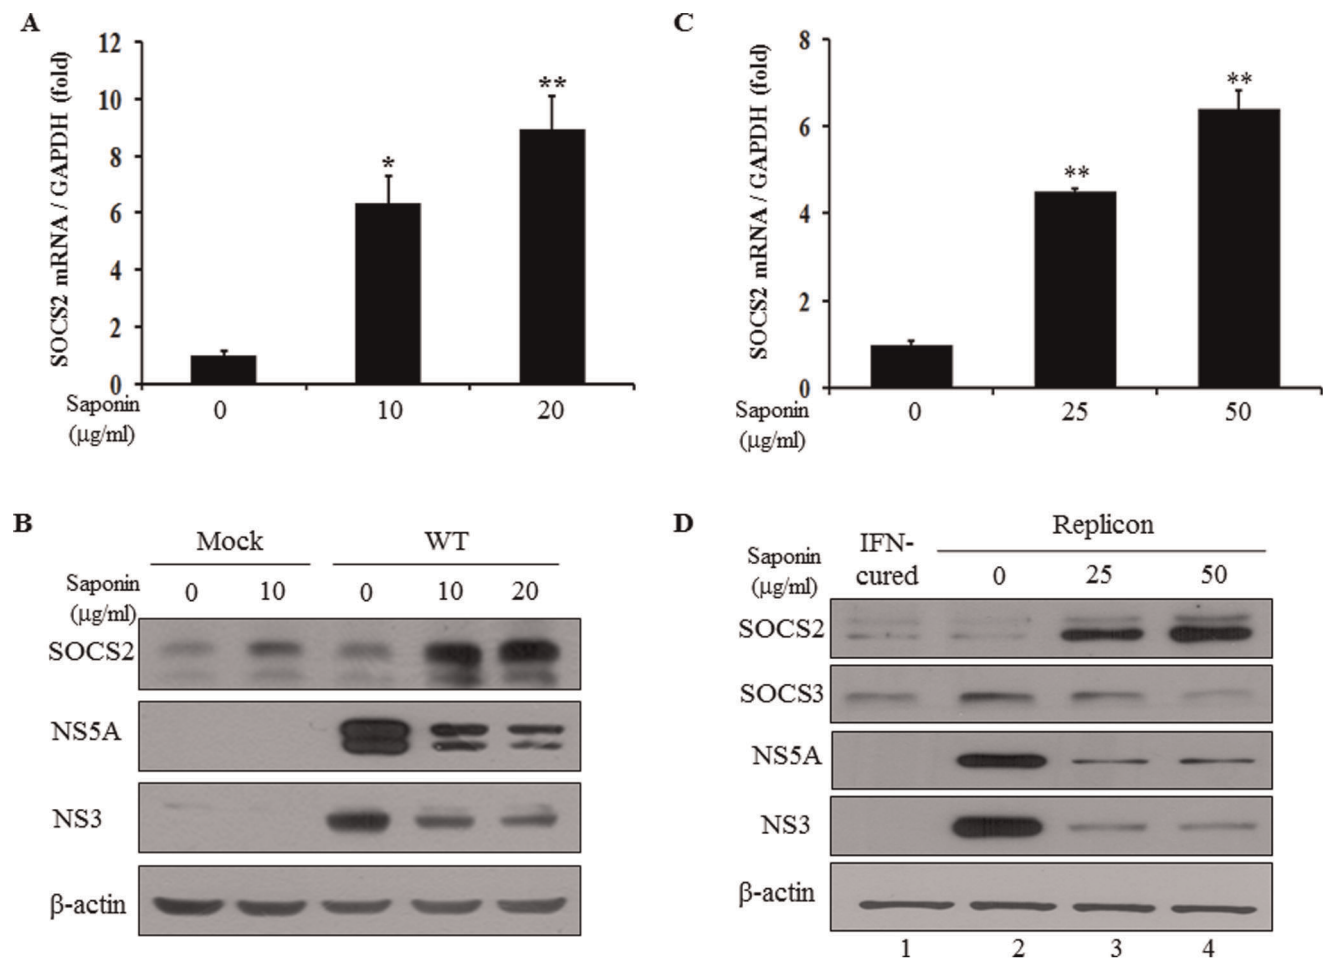 A
SOCS2 mRNA / GAPDH (fold)
12
10
8
6
4
2
0
*
**
Saponin
(μg/ml)
0 10 20
C
SOCS2 mRNA / GAPDH (fold)
8
6
4
2
0
**
**
Saponin
(μg/ml)
0 25 50
B
Mock WT
Saponin
(μg/ml)
0 10 0 10 20
SOCS2
NS5A
NS3
β-actin
D
Replicon
Saponin
(μg/ml)
IFN-
cured
0 25 50
SOCS2
SOCS3
NS5A
NS3
β-actin
1 2 3 4